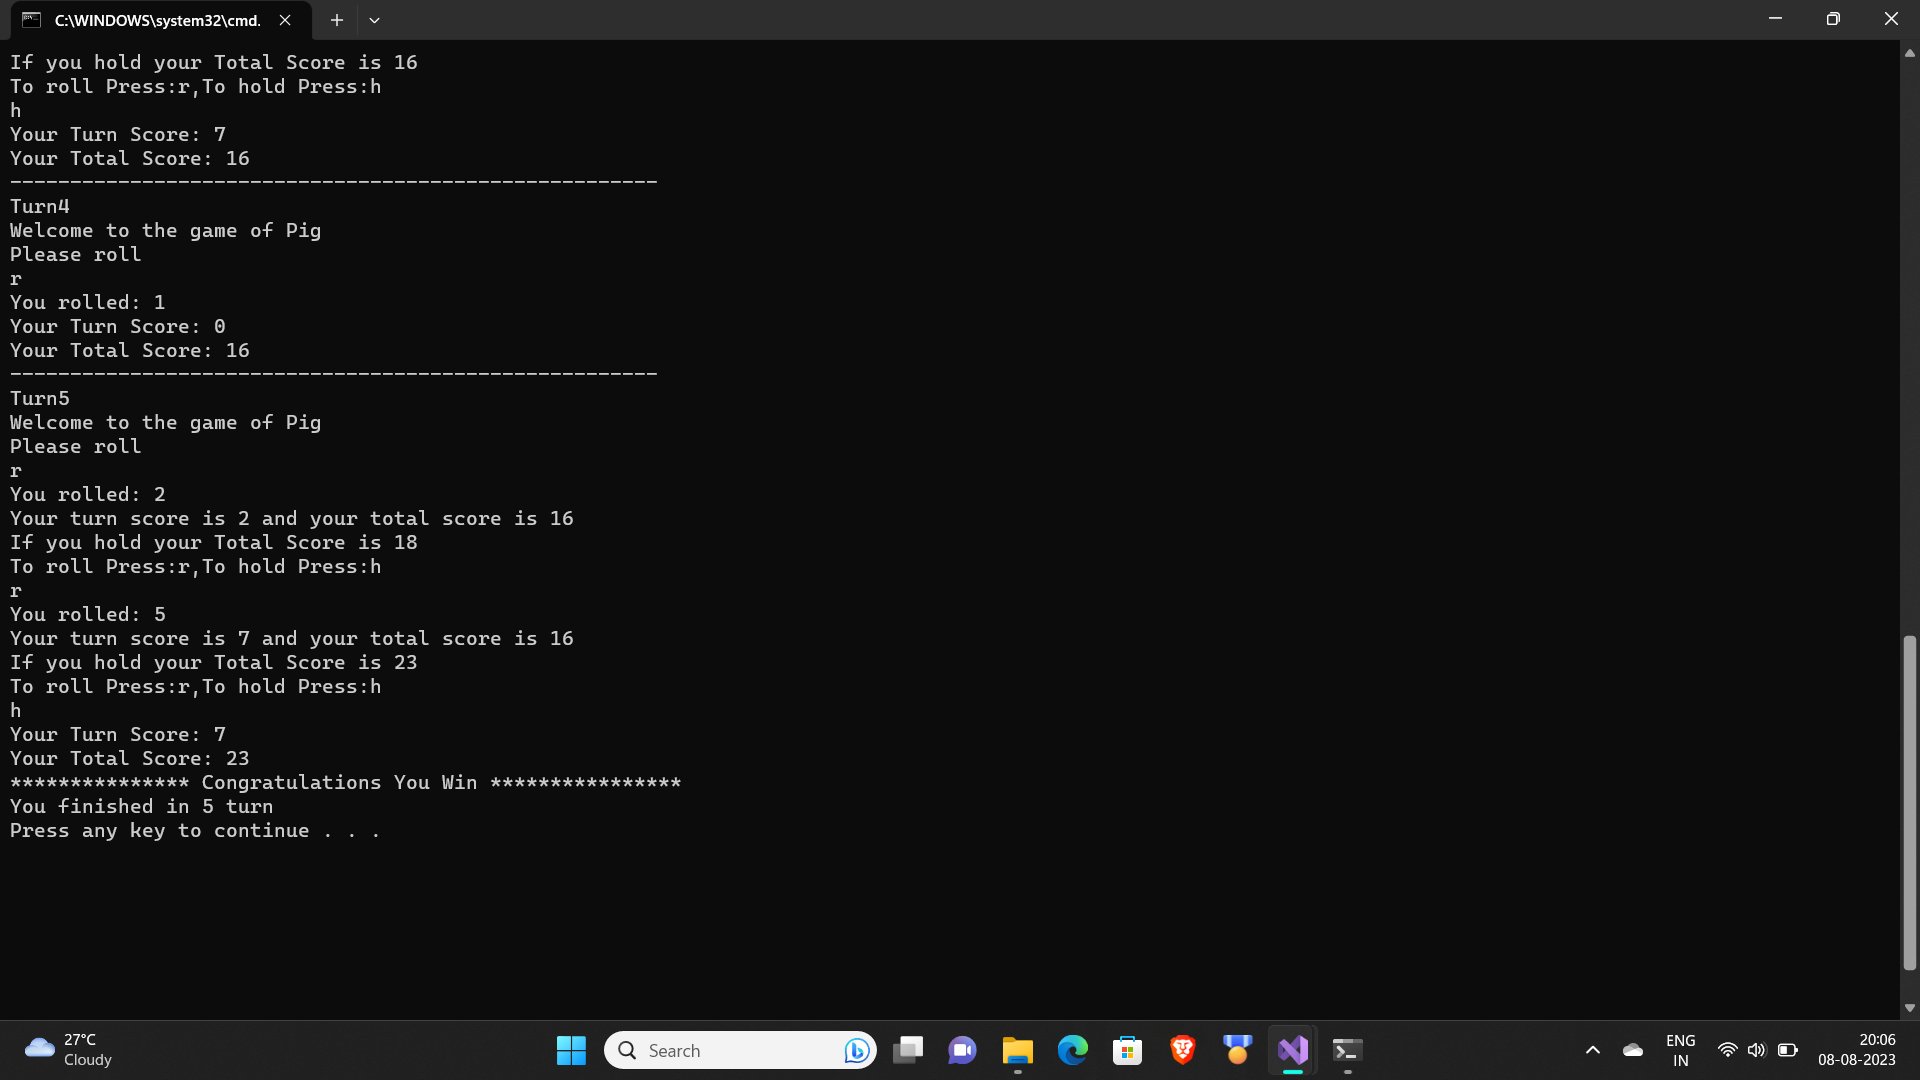 C:\WINDOWS\system32\cmd.
If you hold your Total Score is 16
To roll Press:r,To hold Press:h
h
Your Turn Score: 7
Your Total Score: 16
------------------------------------------------------
Turn4
Welcome to the game of Pig
Please roll
r
You rolled: 1
Your Turn Score: 0
Your Total Score: 16
------------------------------------------------------
Turn5
Welcome to the game of Pig
Please roll
r
You rolled: 2
Your turn score is 2 and your total score is 16
If you hold your Total Score is 18
To roll Press:r,To hold Press:h
r
You rolled: 5
Your turn score is 7 and your total score is 16
If you hold your Total Score is 23
To roll Press:r,To hold Press:h
h
Your Turn Score: 7
Your Total Score: 23
*************** Congratulations You Win ****************
You finished in 5 turn
Press any key to continue . . .
27°C
Cloudy
Search
ENG
IN
20:06
08-08-2023